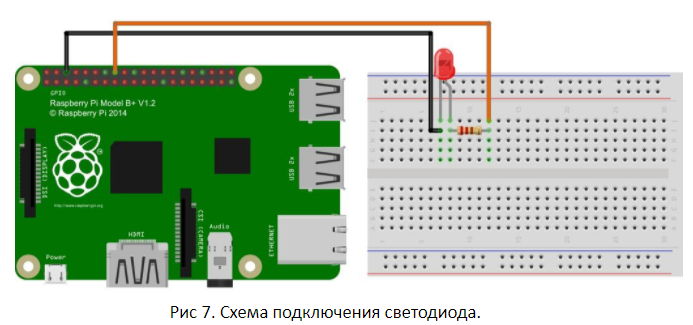 GPIO
Raspberry Pi Model B+ V1.2
© Raspberry Pi 2014
DSI (DISPLAY)
http://www.raspberrypi.org
Power
HDMI
CSI (CAMERA)
Audio
ETHERNET
USB 2x
USB 2x
Рис 7. Схема подключения светодиода.